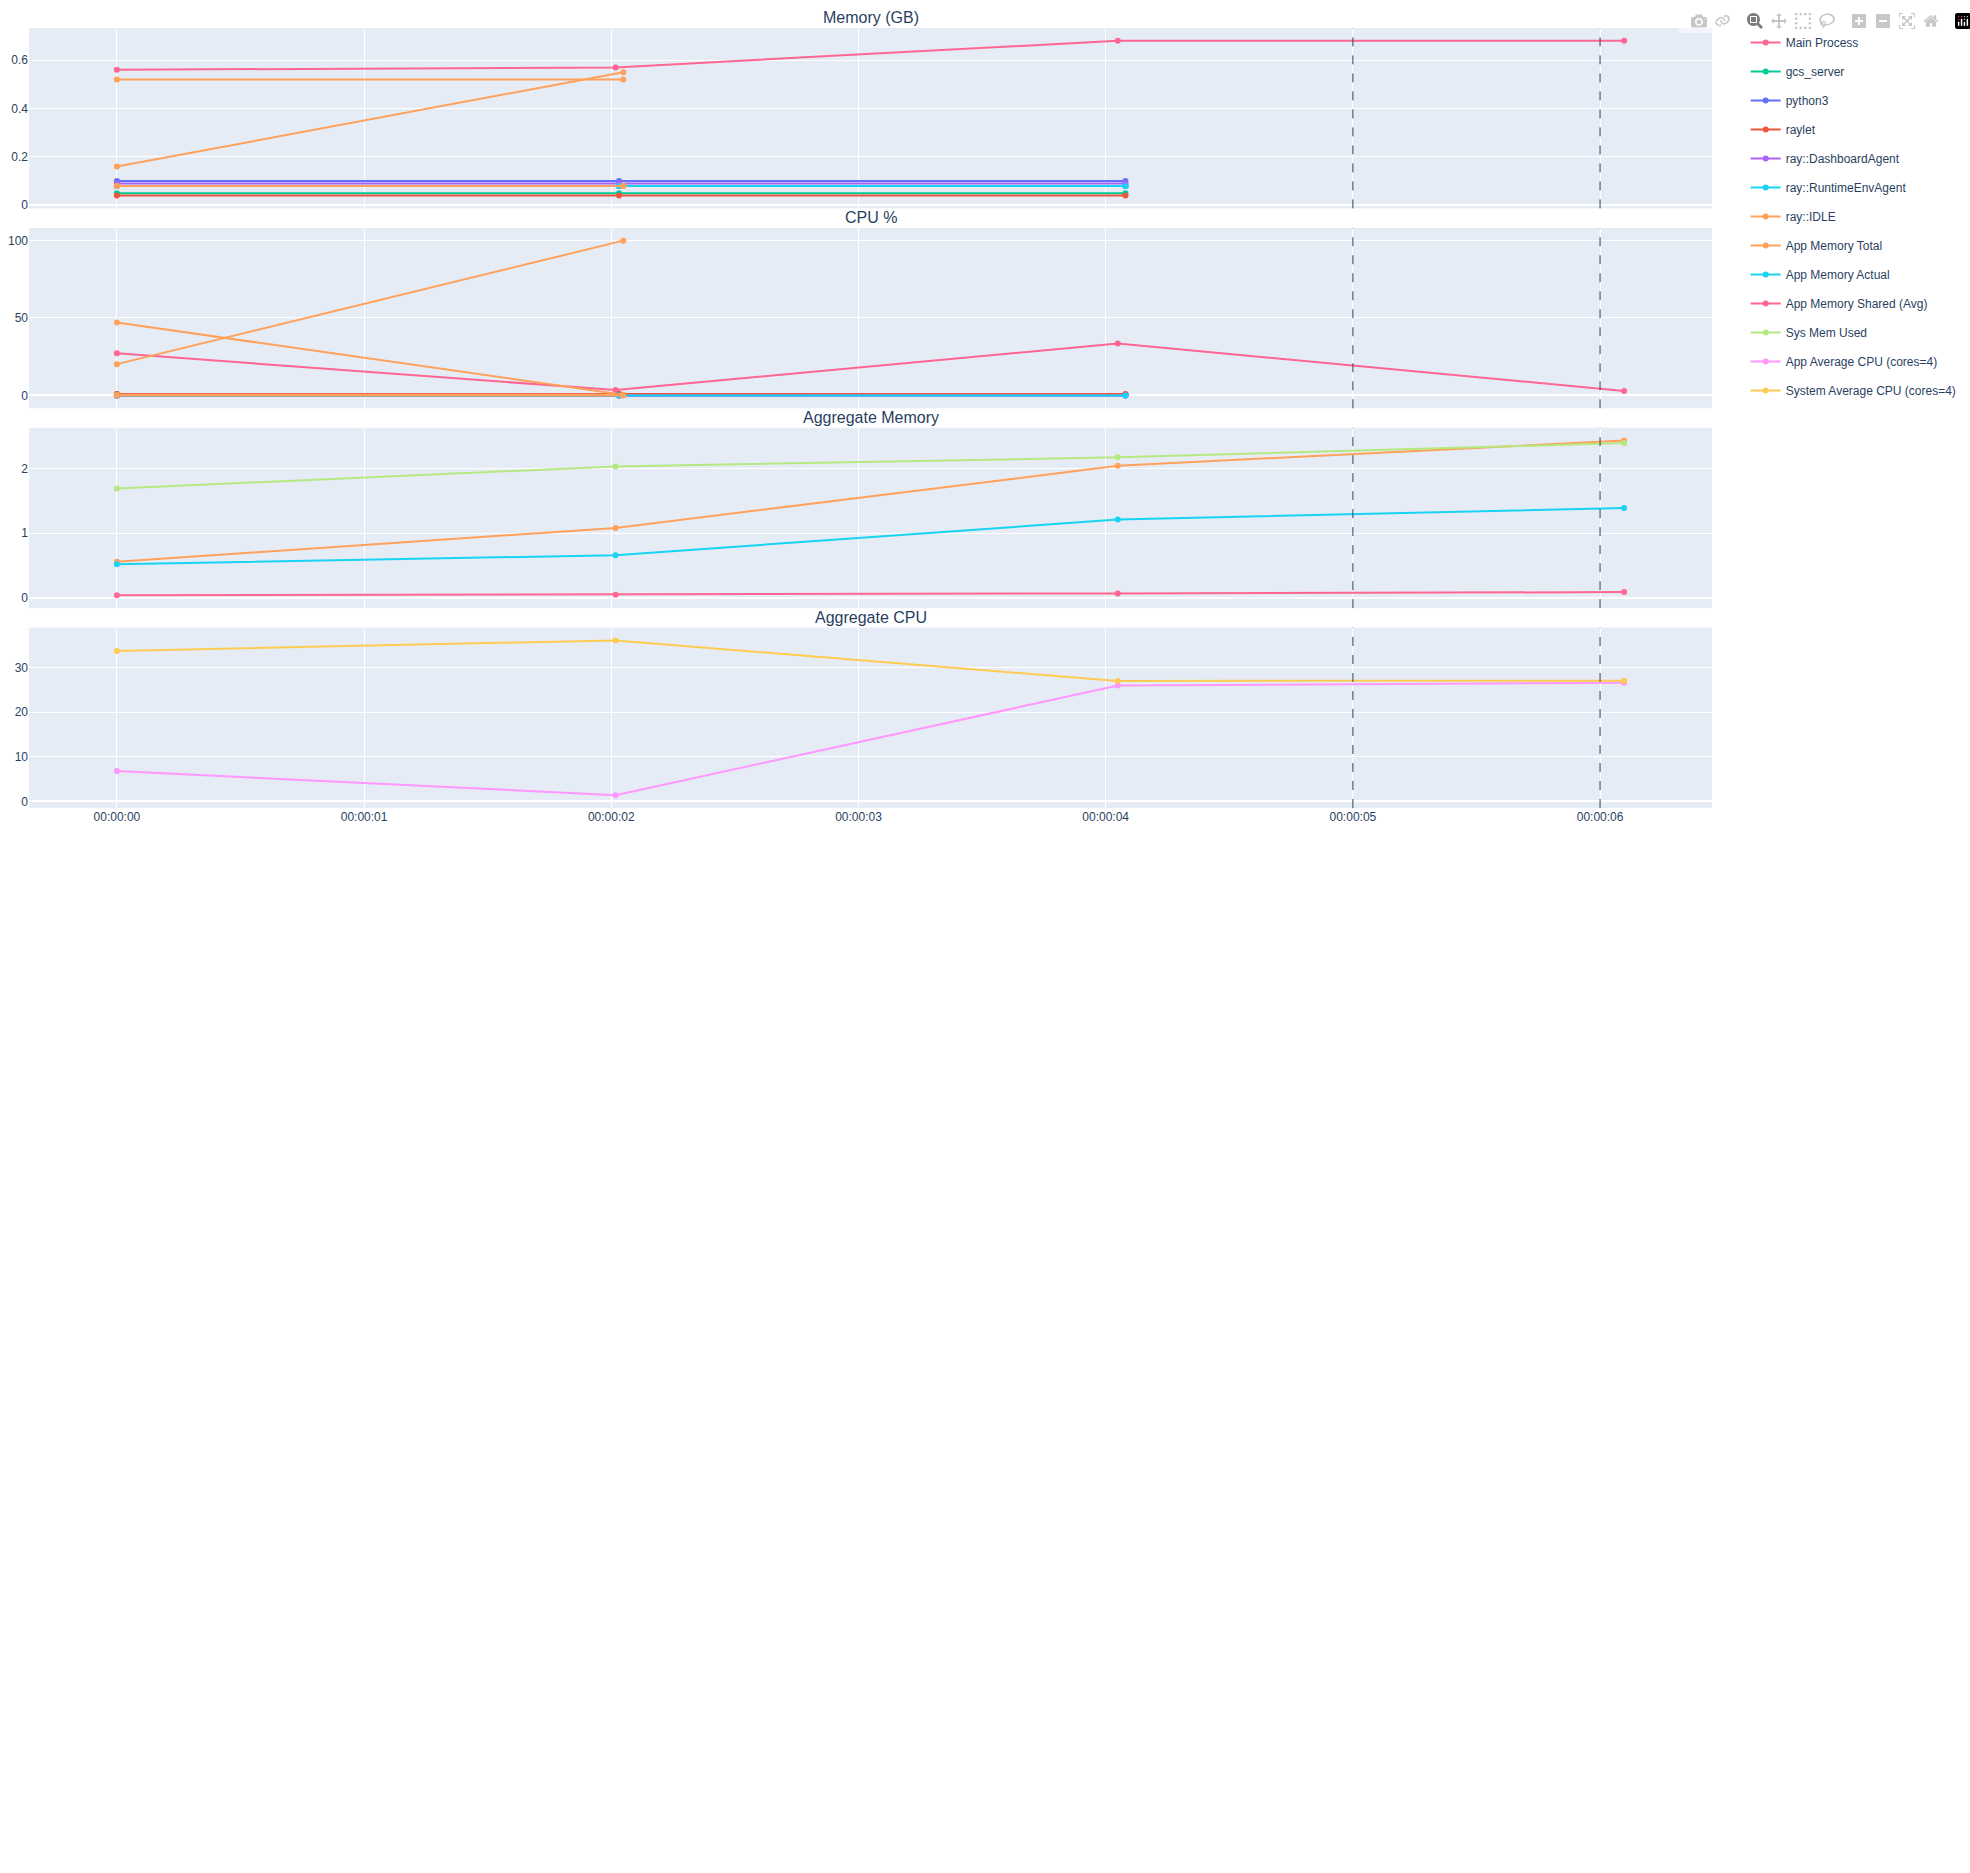 Memory (GB)
0.6
0.4
0.2
0
CPU %
100
50
0
Aggregate Memory
2
1
0
Aggregate CPU
30
20
10
0
00:00:00
00:00:01
00:00:02
00:00:03
00:00:04
00:00:05
00:00:06
Main Process
gcs_server
python3
raylet
ray::DashboardAgent
ray::RuntimeEnvAgent
ray::IDLE
App Memory Total
App Memory Actual
App Memory Shared (Avg)
Sys Mem Used
App Average CPU (cores=4)
System Average CPU (cores=4)